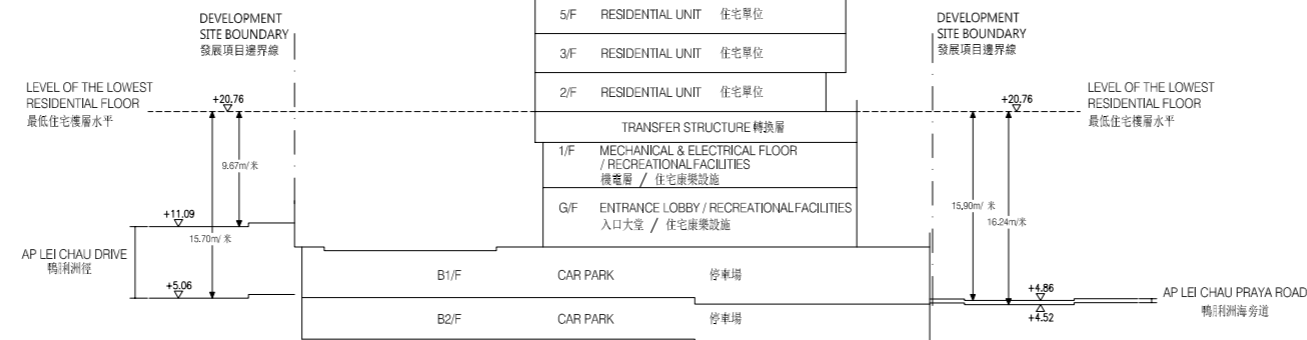 DEVELOPMENT
SITE BOUNDARY
發展項目邊界線
5/F RESIDENTIAL UNIT 住宅單位
DEVELOPMENT
SITE BOUNDARY
發展項目邊界線
3/F RESIDENTIAL UNIT 住宅單位
LEVEL OF THE LOWEST
RESIDENTIAL FLOOR
最低住宅樓層水平
+20.76
2/F RESIDENTIAL UNIT 住宅單位
+20.76
LEVEL OF THE LOWEST
RESIDENTIAL FLOOR
最低住宅樓層水平
TRANSFER STRUCTURE 轉換層
9.67m/米
1/F MECHANICAL & ELECTRICAL FLOOR
/ RECREATIONAL FACILITIES
機電層 / 住宅康樂設施
+11.09
15.70m/米
G/F ENTRANCE LOBBY / RECREATIONAL FACILITIES
入口大堂 / 住宅康樂設施
15.90m/米
16.24m/米
AP LEI CHAU DRIVE
鴨脷洲徑
+5.06
B1/F CAR PARK 停車場
+4.86
+4.52
AP LEI CHAU PRAYA ROAD
鴨脷洲海旁道
B2/F CAR PARK 停車場